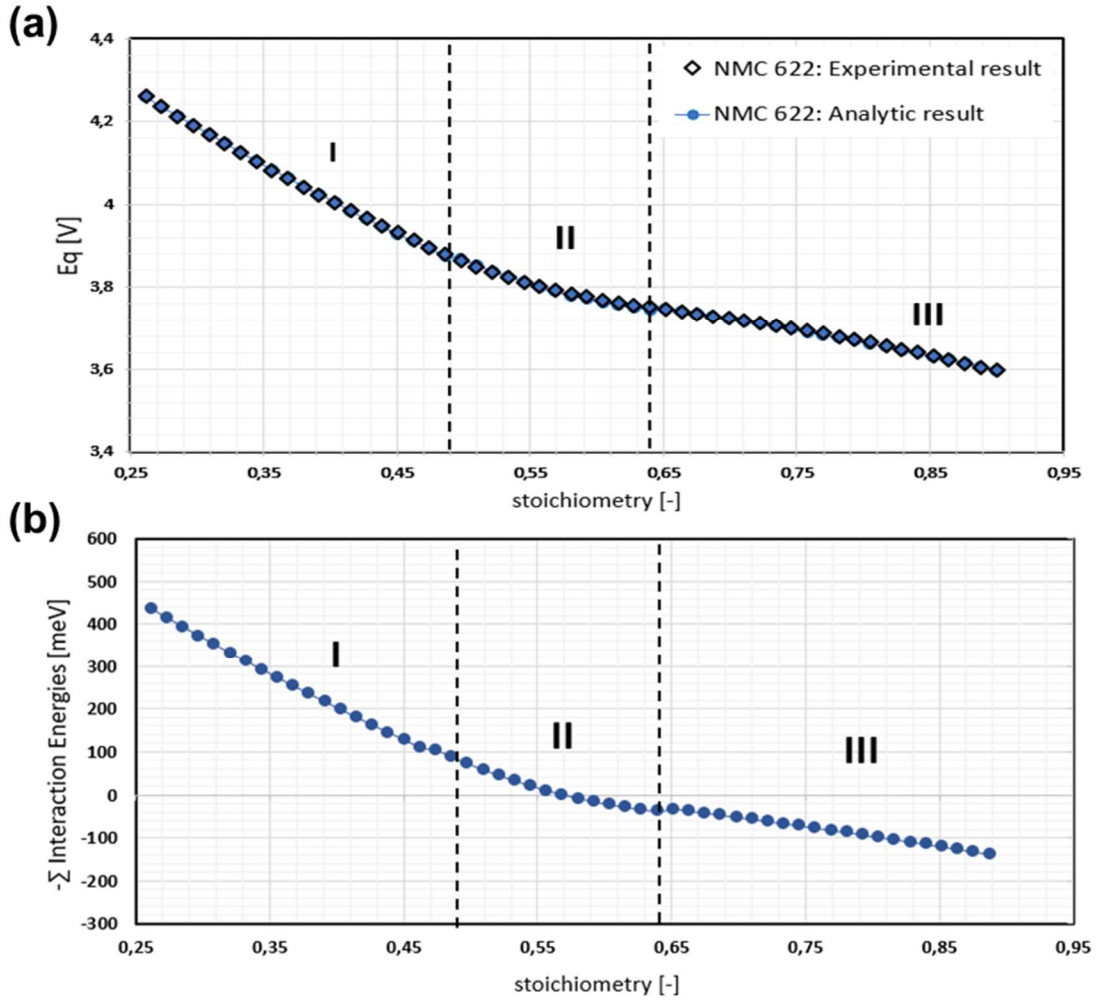 (a)
4,4
NMC 622: Experimental result
NMC 622: Analytic result
4,2
I
4
II
3,8
III
3,6
3,4
Eq [V]
0,25 0,35 0,45 0,55 0,65 0,75 0,85 0,95
stoichiometry [-]
(b)
600
500
400
I
300
200
II
III
100
0
-100
-200
-300
-∑ Interaction Energies [meV]
0,25 0,35 0,45 0,55 0,65 0,75 0,85 0,95
stoichiometry [-]